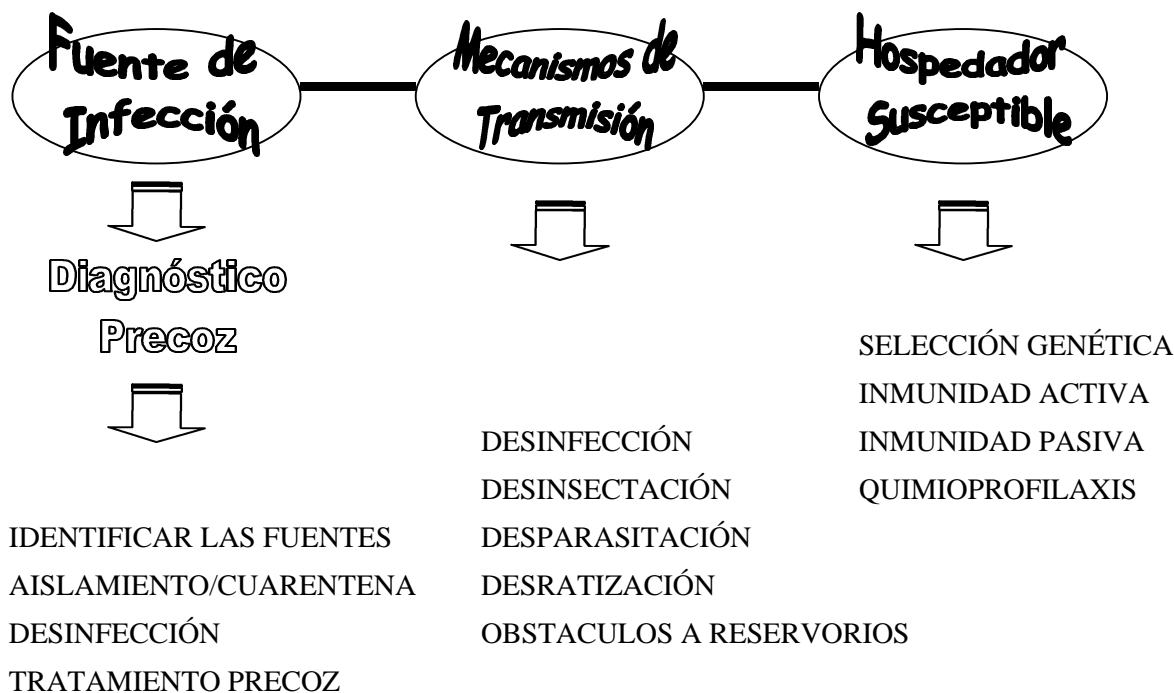 Fuente de
Infección
Mecanismos de
Transmisión
Hospedador
Susceptible
Diagnóstico
Precoz
IDENTIFICAR LAS FUENTES
AISLAMIENTO/CUARENTENA
DESINFECCIÓN
TRATAMIENTO PRECOZ
DESINFECCIÓN
DESINSECTACIÓN
DESPARASITACIÓN
DESRATIZACIÓN
OBSTACULOS A RESERVORIOS
SELECCIÓN GENÉTICA
INMUNIDAD ACTIVA
INMUNIDAD PASIVA
QUIMIOPROFILAXIS